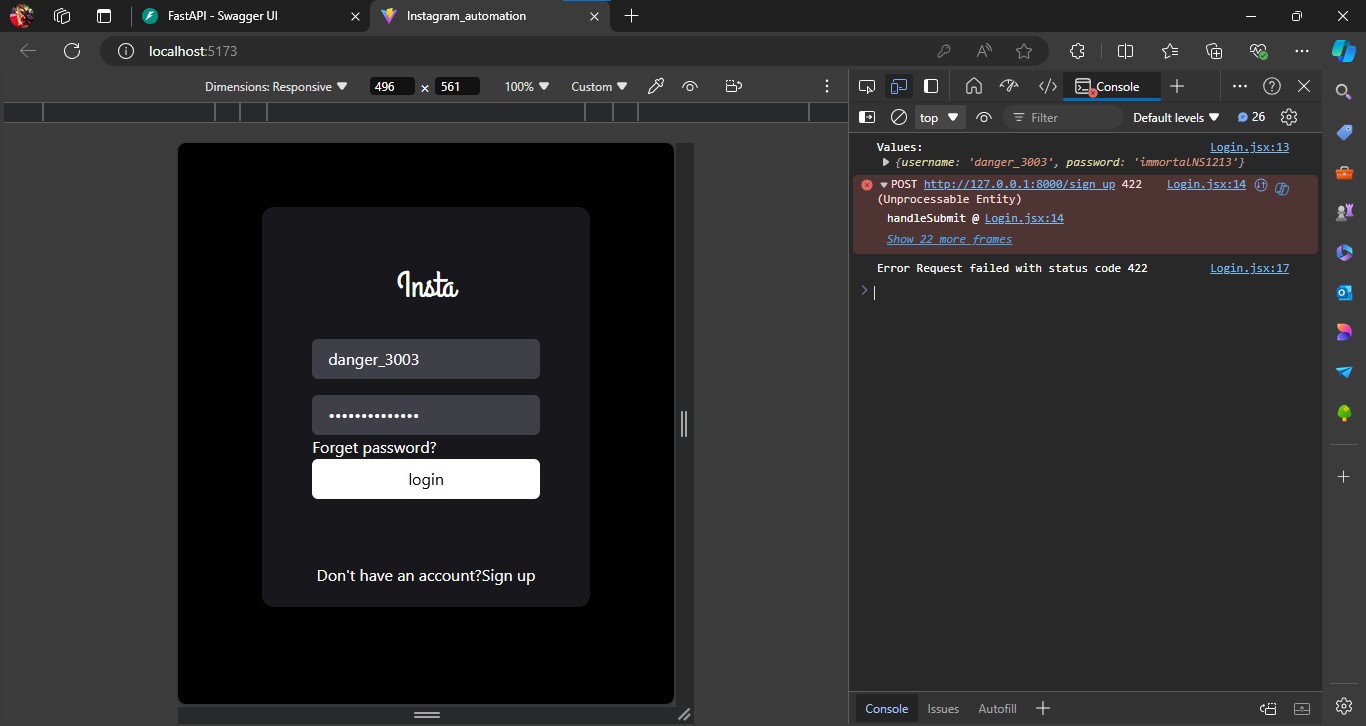 FastAPI - Swagger UI
Instagram_automation
localhost:5173
Dimensions: Responsive
496 x 561
100%
Custom
Console
top
Filter
Default levels
26
Values:
Login.jsx:13
{username: 'danger_3003', password: 'immortalNS1213'}
POST http://127.0.0.1:8000/sign_up 422
Login.jsx:14
(Unprocessable Entity)
handleSubmit @ Login.jsx:14
Show 22 more frames
Error Request failed with status code 422
Login.jsx:17
Insta
danger_3003
••••••••••••••
Forget password?
login
Don't have an account?Sign up
Console
Issues
Autofill